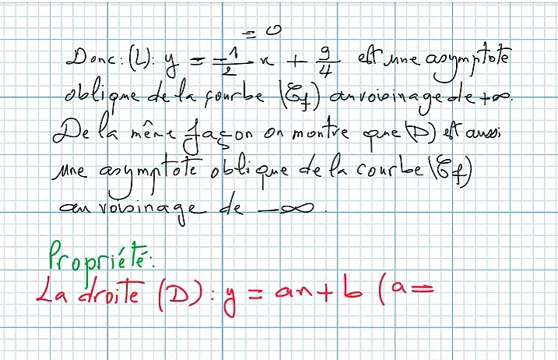 = 0
Donc: (L): y = -1/2 x + 9/4 est une asymptote
oblique de la courbe (Cf) au voisinage de +∞.
De la même façon on montre que (D) est aussi
une asymptote oblique de la courbe (Cf)
au voisinage de -∞.
Propriété:
La droite (D): y = ax + b (a =